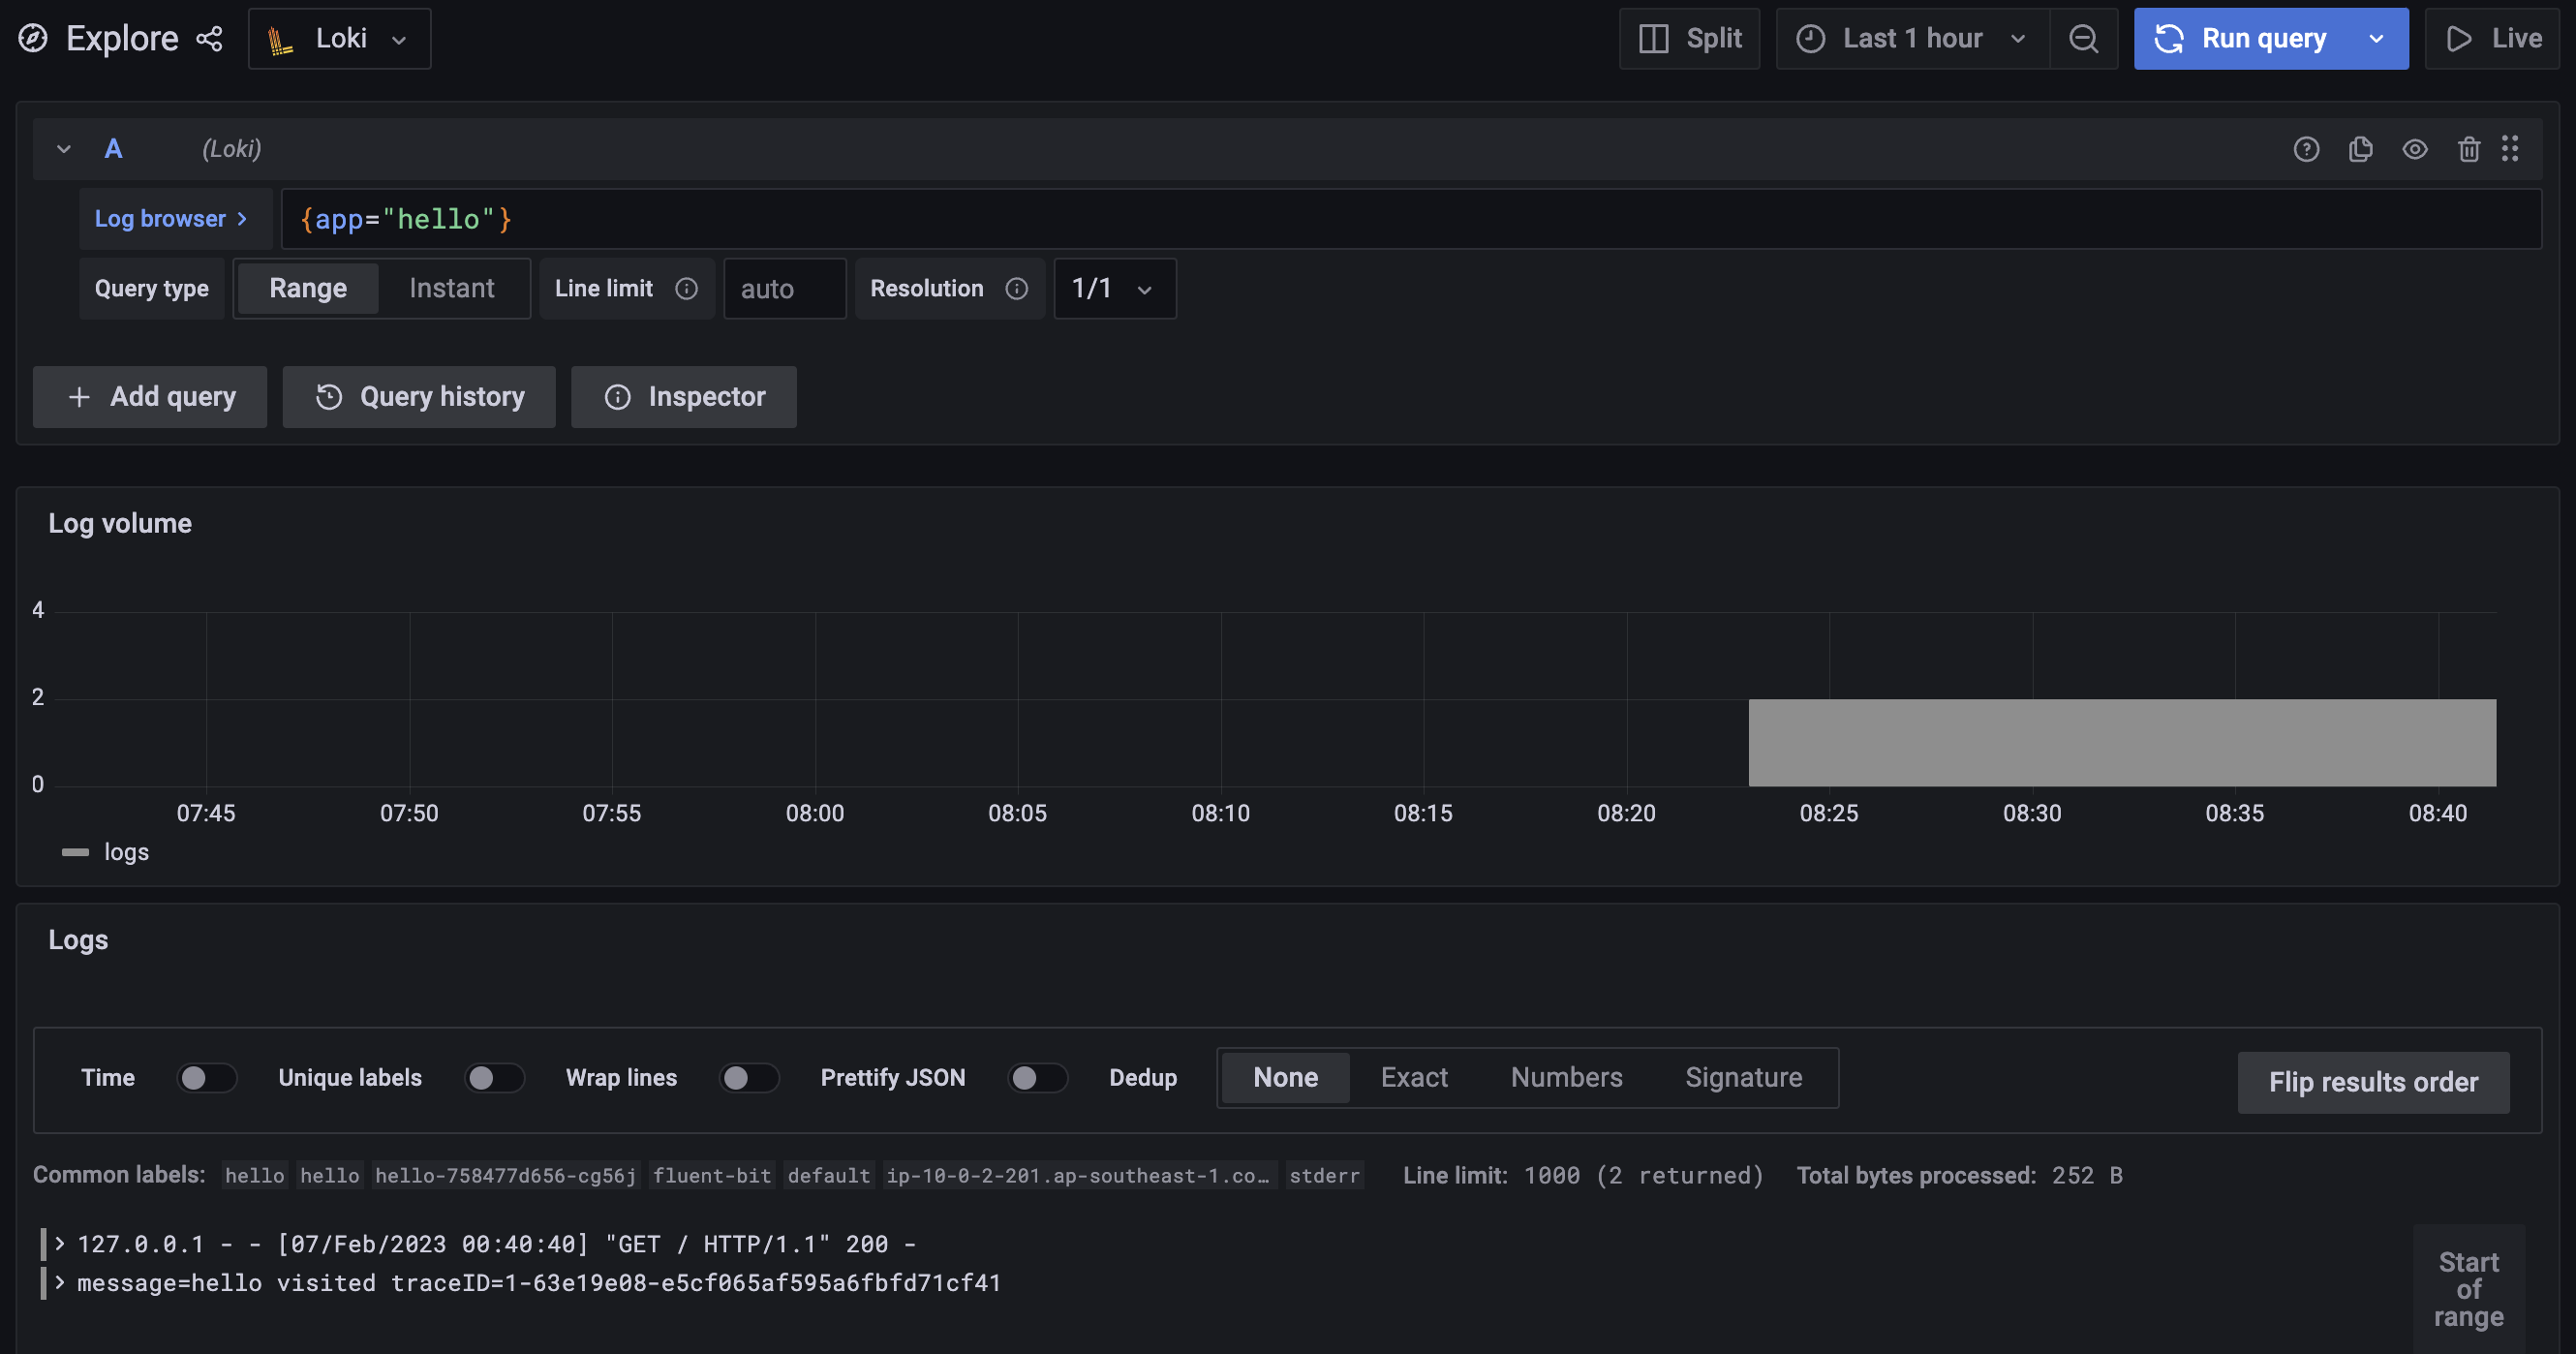 Explore Loki Split Last 1 hour Run query Live
A (Loki)
Log browser {app="hello"}
Query type Range Instant Line limit auto Resolution 1/1
Add query Query history Inspector
Log volume
4
2
0
07:45 07:50 07:55 08:00 08:05 08:10 08:15 08:20 08:25 08:30 08:35 08:40
logs
Logs
Time Unique labels Wrap lines Prettify JSON Dedup None Exact Numbers Signature Flip results order
Common labels: hello hello hello-758477d656-cg56j fluent-bit default ip-10-0-2-201.ap-southeast-1.co… stderr Line limit: 1000 (2 returned) Total bytes processed: 252 B
127.0.0.1 - - [07/Feb/2023 00:40:40] "GET / HTTP/1.1" 200 -
message=hello visited traceID=1-63e19e08-e5cf065af595a6fbfd71cf41
Start
of
range